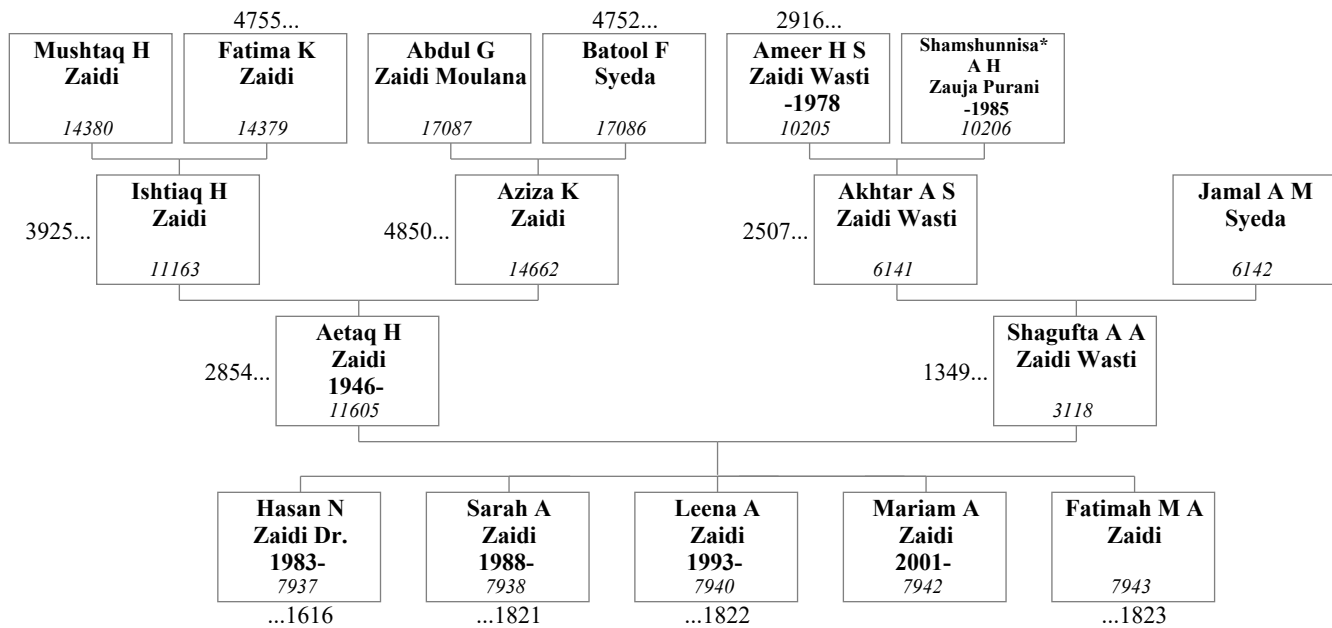 4755...
4752...
2916...
Mushtaq H
Zaidi
14380
Fatima K
Zaidi
14379
Abdul G
Zaidi Moulana
17087
Batool F
Syeda
17086
Ameer H S
Zaidi Wasti
-1978
10205
Shamshunnisa*
A H
Zauja Purani
-1985
10206
3925...
Ishtiaq H
Zaidi
11163
4850...
Aziza K
Zaidi
14662
2507...
Akhtar A S
Zaidi Wasti
6141
Jamal A M
Syeda
6142
2854...
Aetaq H
Zaidi
1946-
11605
1349...
Shagufta A A
Zaidi Wasti
3118
Hasan N
Zaidi Dr.
1983-
7937
...1616
Sarah A
Zaidi
1988-
7938
...1821
Leena A
Zaidi
1993-
7940
...1822
Mariam A
Zaidi
2001-
7942
Fatimah M A
Zaidi
7943
...1823